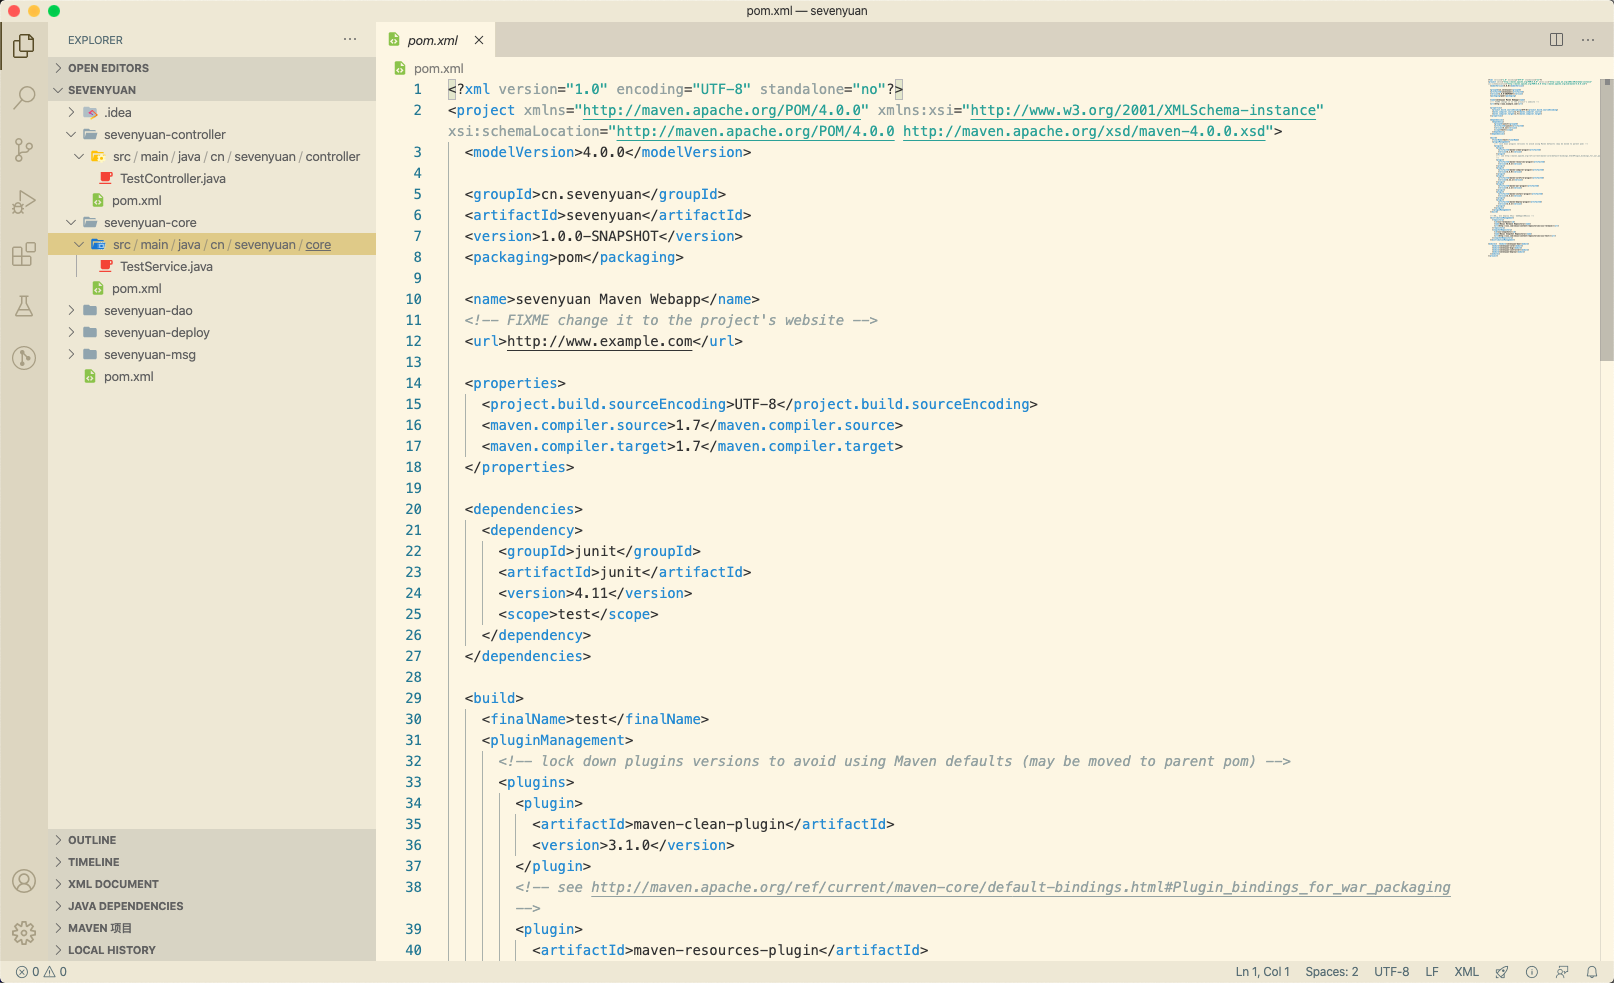 pom.xml — sevenyuan
EXPLORER
OPEN EDITORS
SEVENYUAN
.idea
sevenyuan-controller
src / main / java / cn / sevenyuan / controller
TestController.java
pom.xml
sevenyuan-core
src / main / java / cn / sevenyuan / core
TestService.java
pom.xml
sevenyuan-dao
sevenyuan-deploy
sevenyuan-msg
pom.xml
OUTLINE
TIMELINE
XML DOCUMENT
JAVA DEPENDENCIES
MAVEN 项目
LOCAL HISTORY
pom.xml
pom.xml
1 <?xml version="1.0" encoding="UTF-8" standalone="no"?>
2 <project xmlns="http://maven.apache.org/POM/4.0.0" xmlns:xsi="http://www.w3.org/2001/XMLSchema-instance"
xsi:schemaLocation="http://maven.apache.org/POM/4.0.0 http://maven.apache.org/xsd/maven-4.0.0.xsd">
3 <modelVersion>4.0.0</modelVersion>
4
5 <groupId>cn.sevenyuan</groupId>
6 <artifactId>sevenyuan</artifactId>
7 <version>1.0.0-SNAPSHOT</version>
8 <packaging>pom</packaging>
9
10 <name>sevenyuan Maven Webapp</name>
11 <!-- FIXME change it to the project's website -->
12 <url>http://www.example.com</url>
13
14 <properties>
15 <project.build.sourceEncoding>UTF-8</project.build.sourceEncoding>
16 <maven.compiler.source>1.7</maven.compiler.source>
17 <maven.compiler.target>1.7</maven.compiler.target>
18 </properties>
19
20 <dependencies>
21 <dependency>
22 <groupId>junit</groupId>
23 <artifactId>junit</artifactId>
24 <version>4.11</version>
25 <scope>test</scope>
26 </dependency>
27 </dependencies>
28
29 <build>
30 <finalName>test</finalName>
31 <pluginManagement>
32 <!-- lock down plugins versions to avoid using Maven defaults (may be moved to parent pom) -->
33 <plugins>
34 <plugin>
35 <artifactId>maven-clean-plugin</artifactId>
36 <version>3.1.0</version>
37 </plugin>
38 <!-- see http://maven.apache.org/ref/current/maven-core/default-bindings.html#Plugin_bindings_for_war_packaging
-->
39 <plugin>
40 <artifactId>maven-resources-plugin</artifactId>
0 0
Ln 1, Col 1 Spaces: 2 UTF-8 LF XML